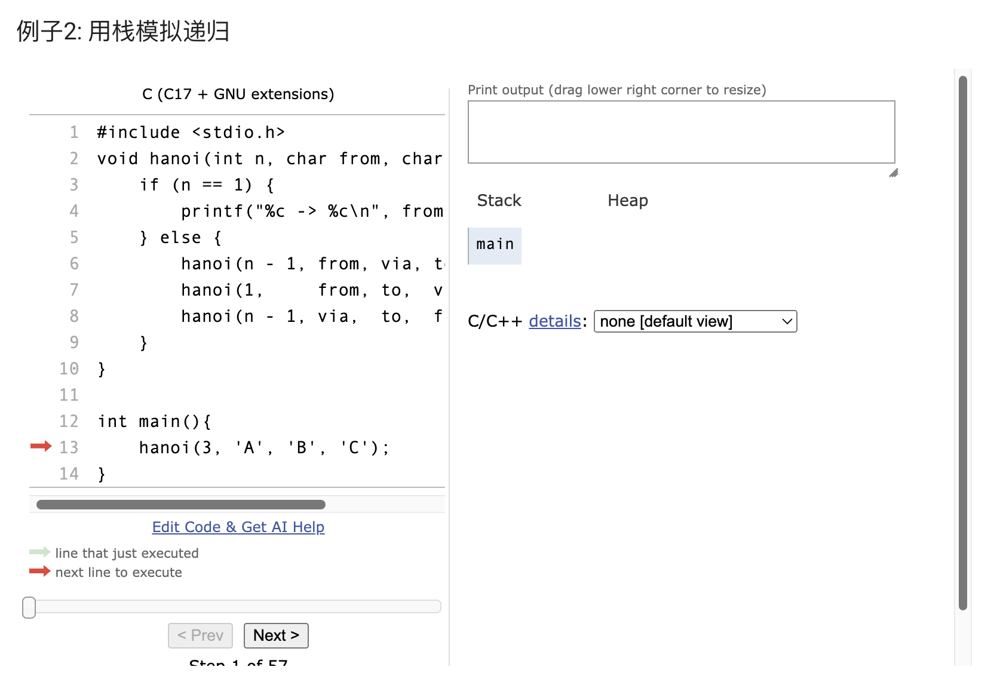 例子2: 用栈模拟递归
C (C17 + GNU extensions)
1 #include <stdio.h>
2 void hanoi(int n, char from, char
3     if (n == 1) {
4         printf("%c -> %c\n", from
5     } else {
6         hanoi(n - 1, from, via, t
7         hanoi(1,     from, to,  v
8         hanoi(n - 1, via,  to,  f
9     }
10 }
11
12 int main(){
13     hanoi(3, 'A', 'B', 'C');
14 }
Edit Code & Get AI Help
line that just executed
next line to execute
< Prev
Next >
Step 1 of 57
Print output (drag lower right corner to resize)
Stack
Heap
main
C/C++ details: none [default view]